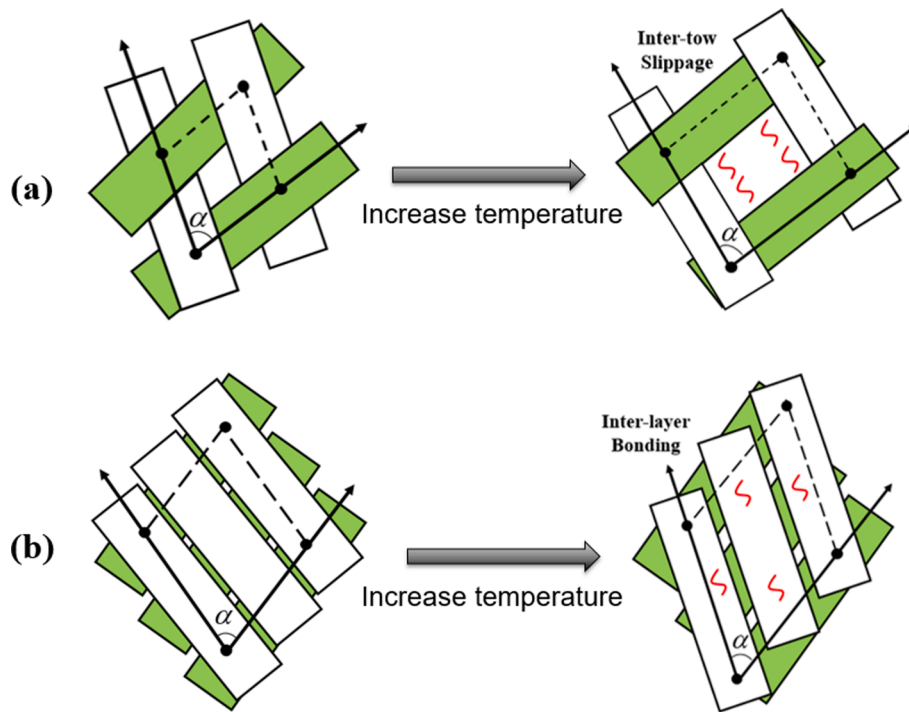 Inter-tow
Slippage
(a)
α
Increase temperature
α
Inter-layer
Bonding
(b)
α
Increase temperature
α